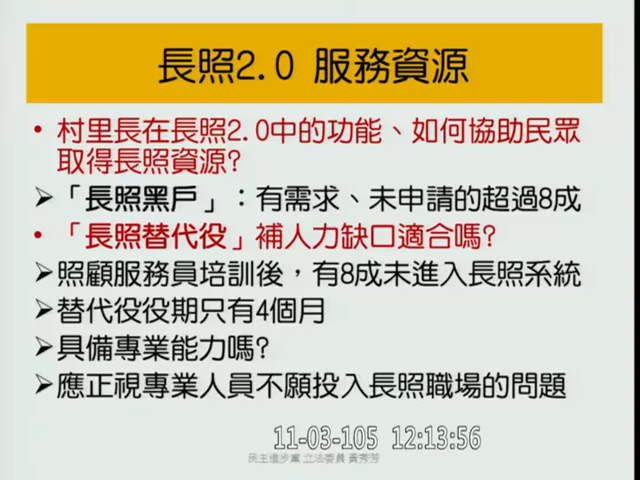 長照2.0 服務資源
• 村里長在長照2.0中的功能、如何協助民眾
取得長照資源?
➢「長照黑戶」：有需求、未申請的超過8成
• 「長照替代役」補人力缺口適合嗎?
➢照顧服務員培訓後，有8成未進入長照系統
➢替代役役期只有4個月
➢具備專業能力嗎?
➢應正視專業人員不願投入長照職場的問題
11-03-105 12:13:56
民主進步黨 立法委員 黃秀芳